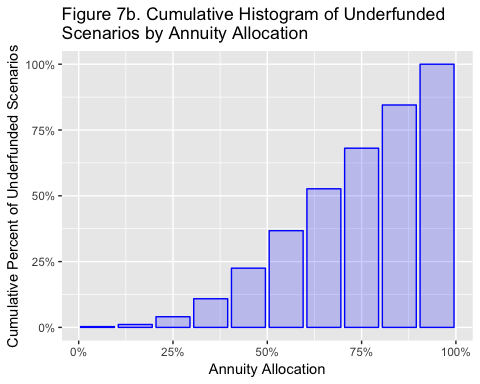 Figure 7b. Cumulative Histogram of Underfunded
Scenarios by Annuity Allocation
Cumulative Percent of Underfunded Scenarios
100%
75%
50%
25%
0%
0%
25%
50%
75%
100%
Annuity Allocation